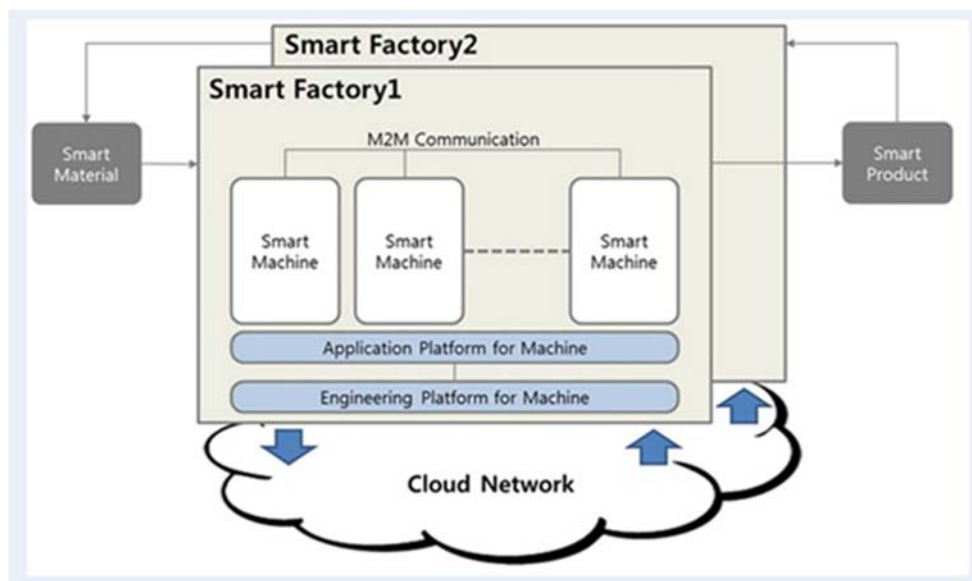 Smart Factory2
Smart Factory1
M2M Communication
Smart
Material
Smart
Machine
Smart
Machine
Smart
Machine
Smart
Product
Application Platform for Machine
Engineering Platform for Machine
Cloud Network